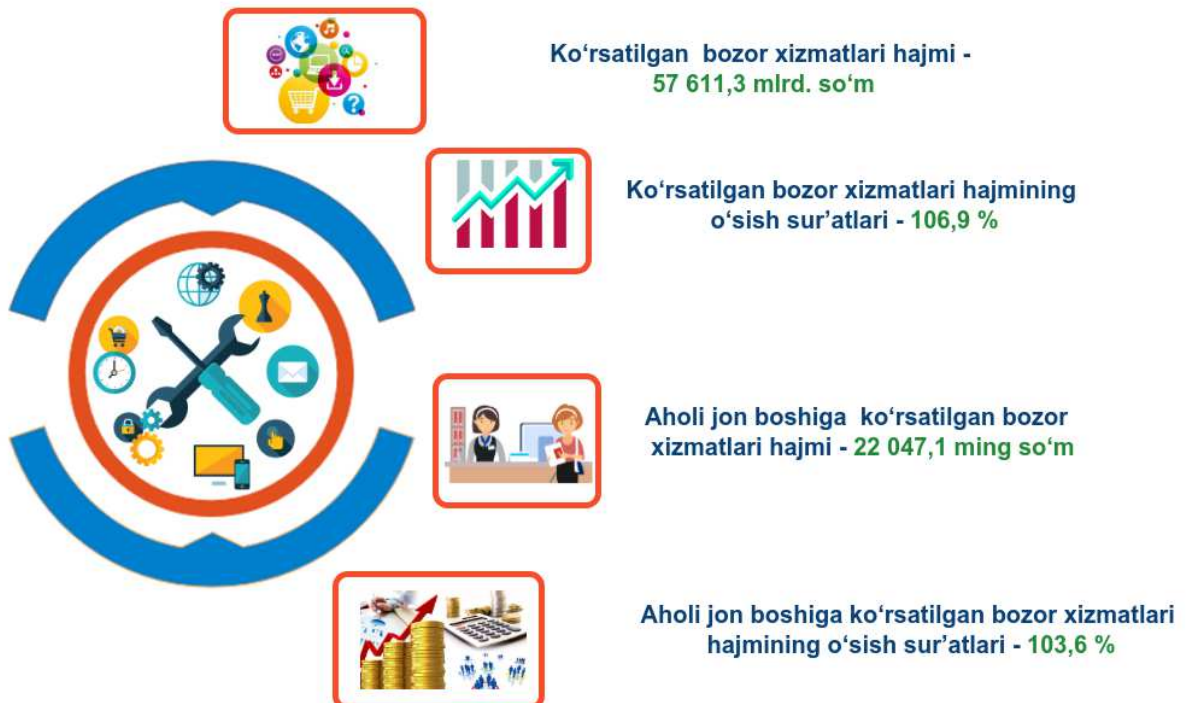 Ko‘rsatilgan bozor xizmatlari hajmi -
57 611,3 mlrd. so‘m
Ko‘rsatilgan bozor xizmatlari hajmining
o‘sish sur’atlari - 106,9 %
Aholi jon boshiga ko‘rsatilgan bozor
xizmatlari hajmi - 22 047,1 ming so‘m
Aholi jon boshiga ko‘rsatilgan bozor xizmatlari
hajmining o‘sish sur’atlari - 103,6 %